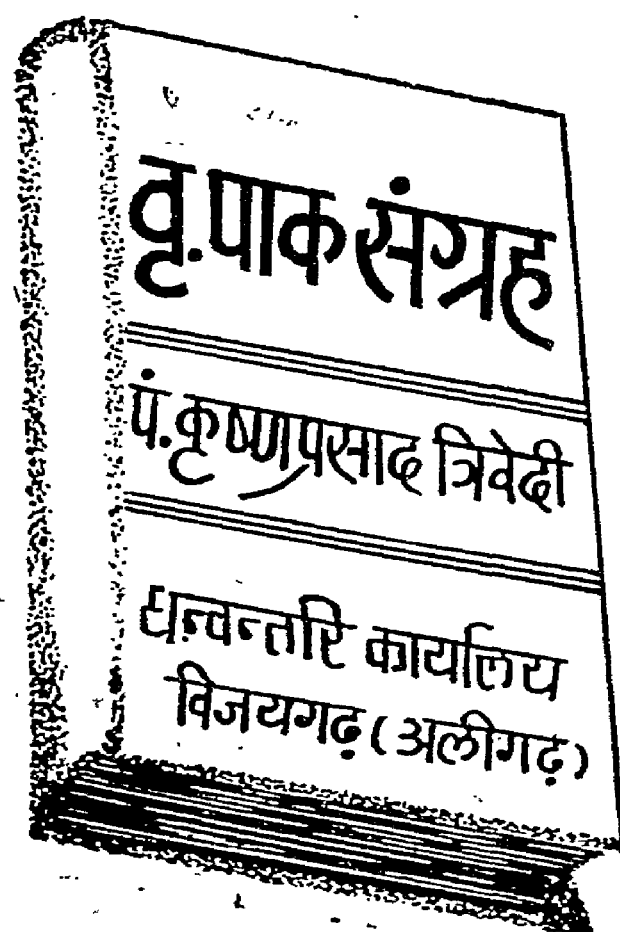 वृ.पाक संग्रह
पं.कृष्णप्रसाद त्रिवेदी
धन्वन्तरि कार्यालय
विजयगढ़ (अलीगढ़)